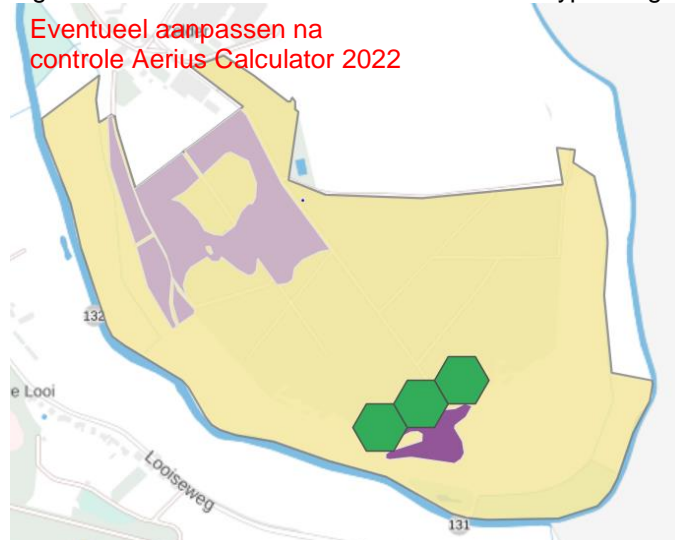 Eventueel aanpassen na
controle Aerius Calculator 2022
132
e Looi
Looiseweg
131